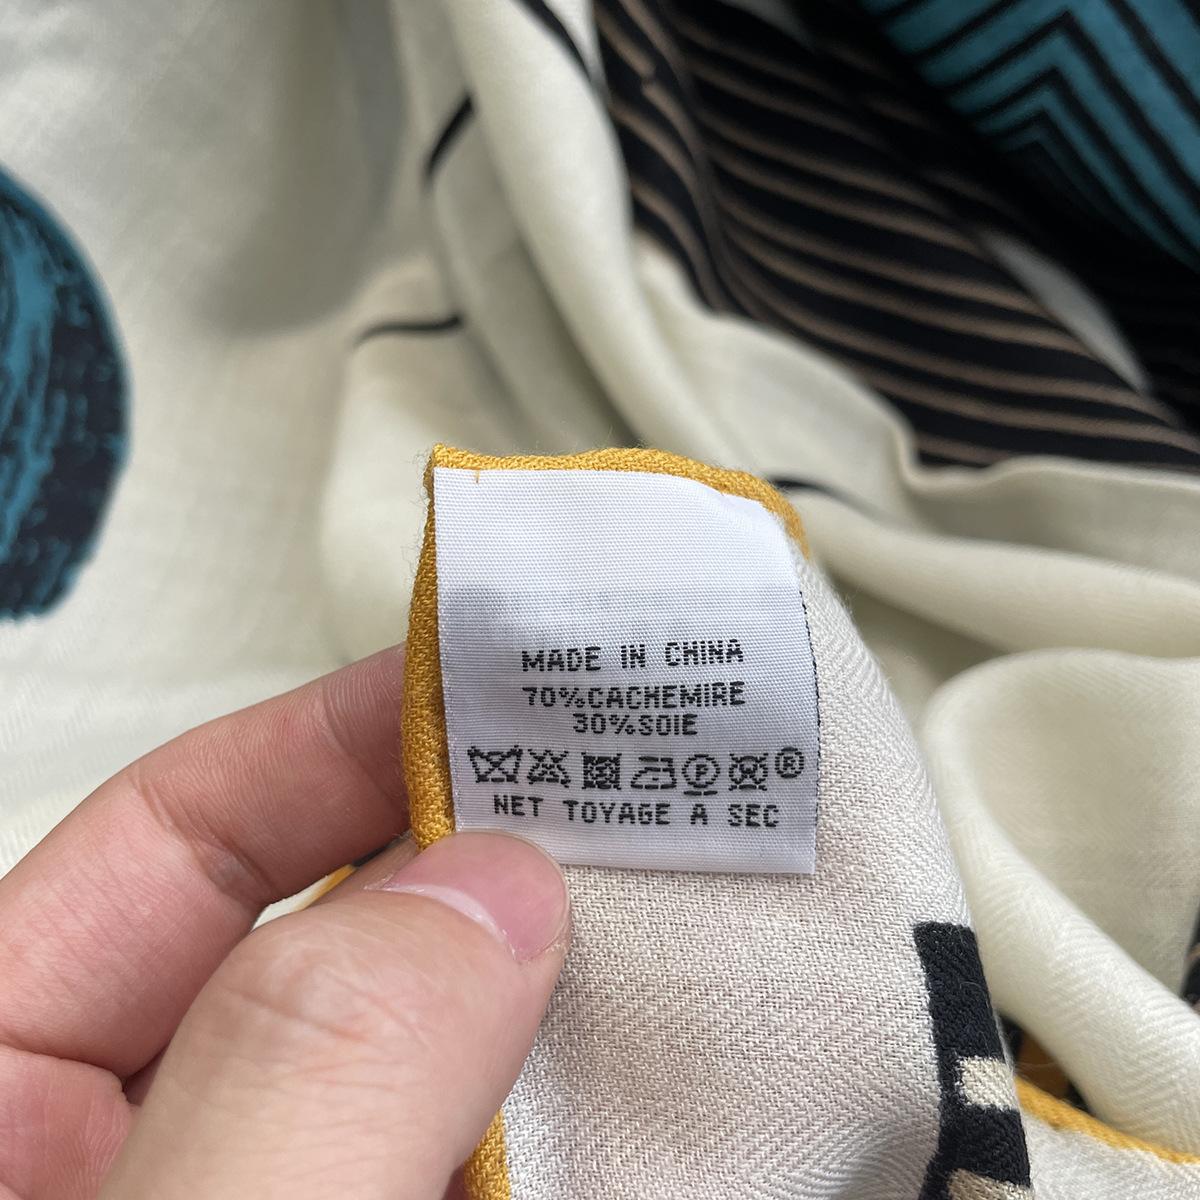 MADE IN CHINA
70%CACHEMIRE
30%SOIE
P ®
NET TOYAGE A SEC